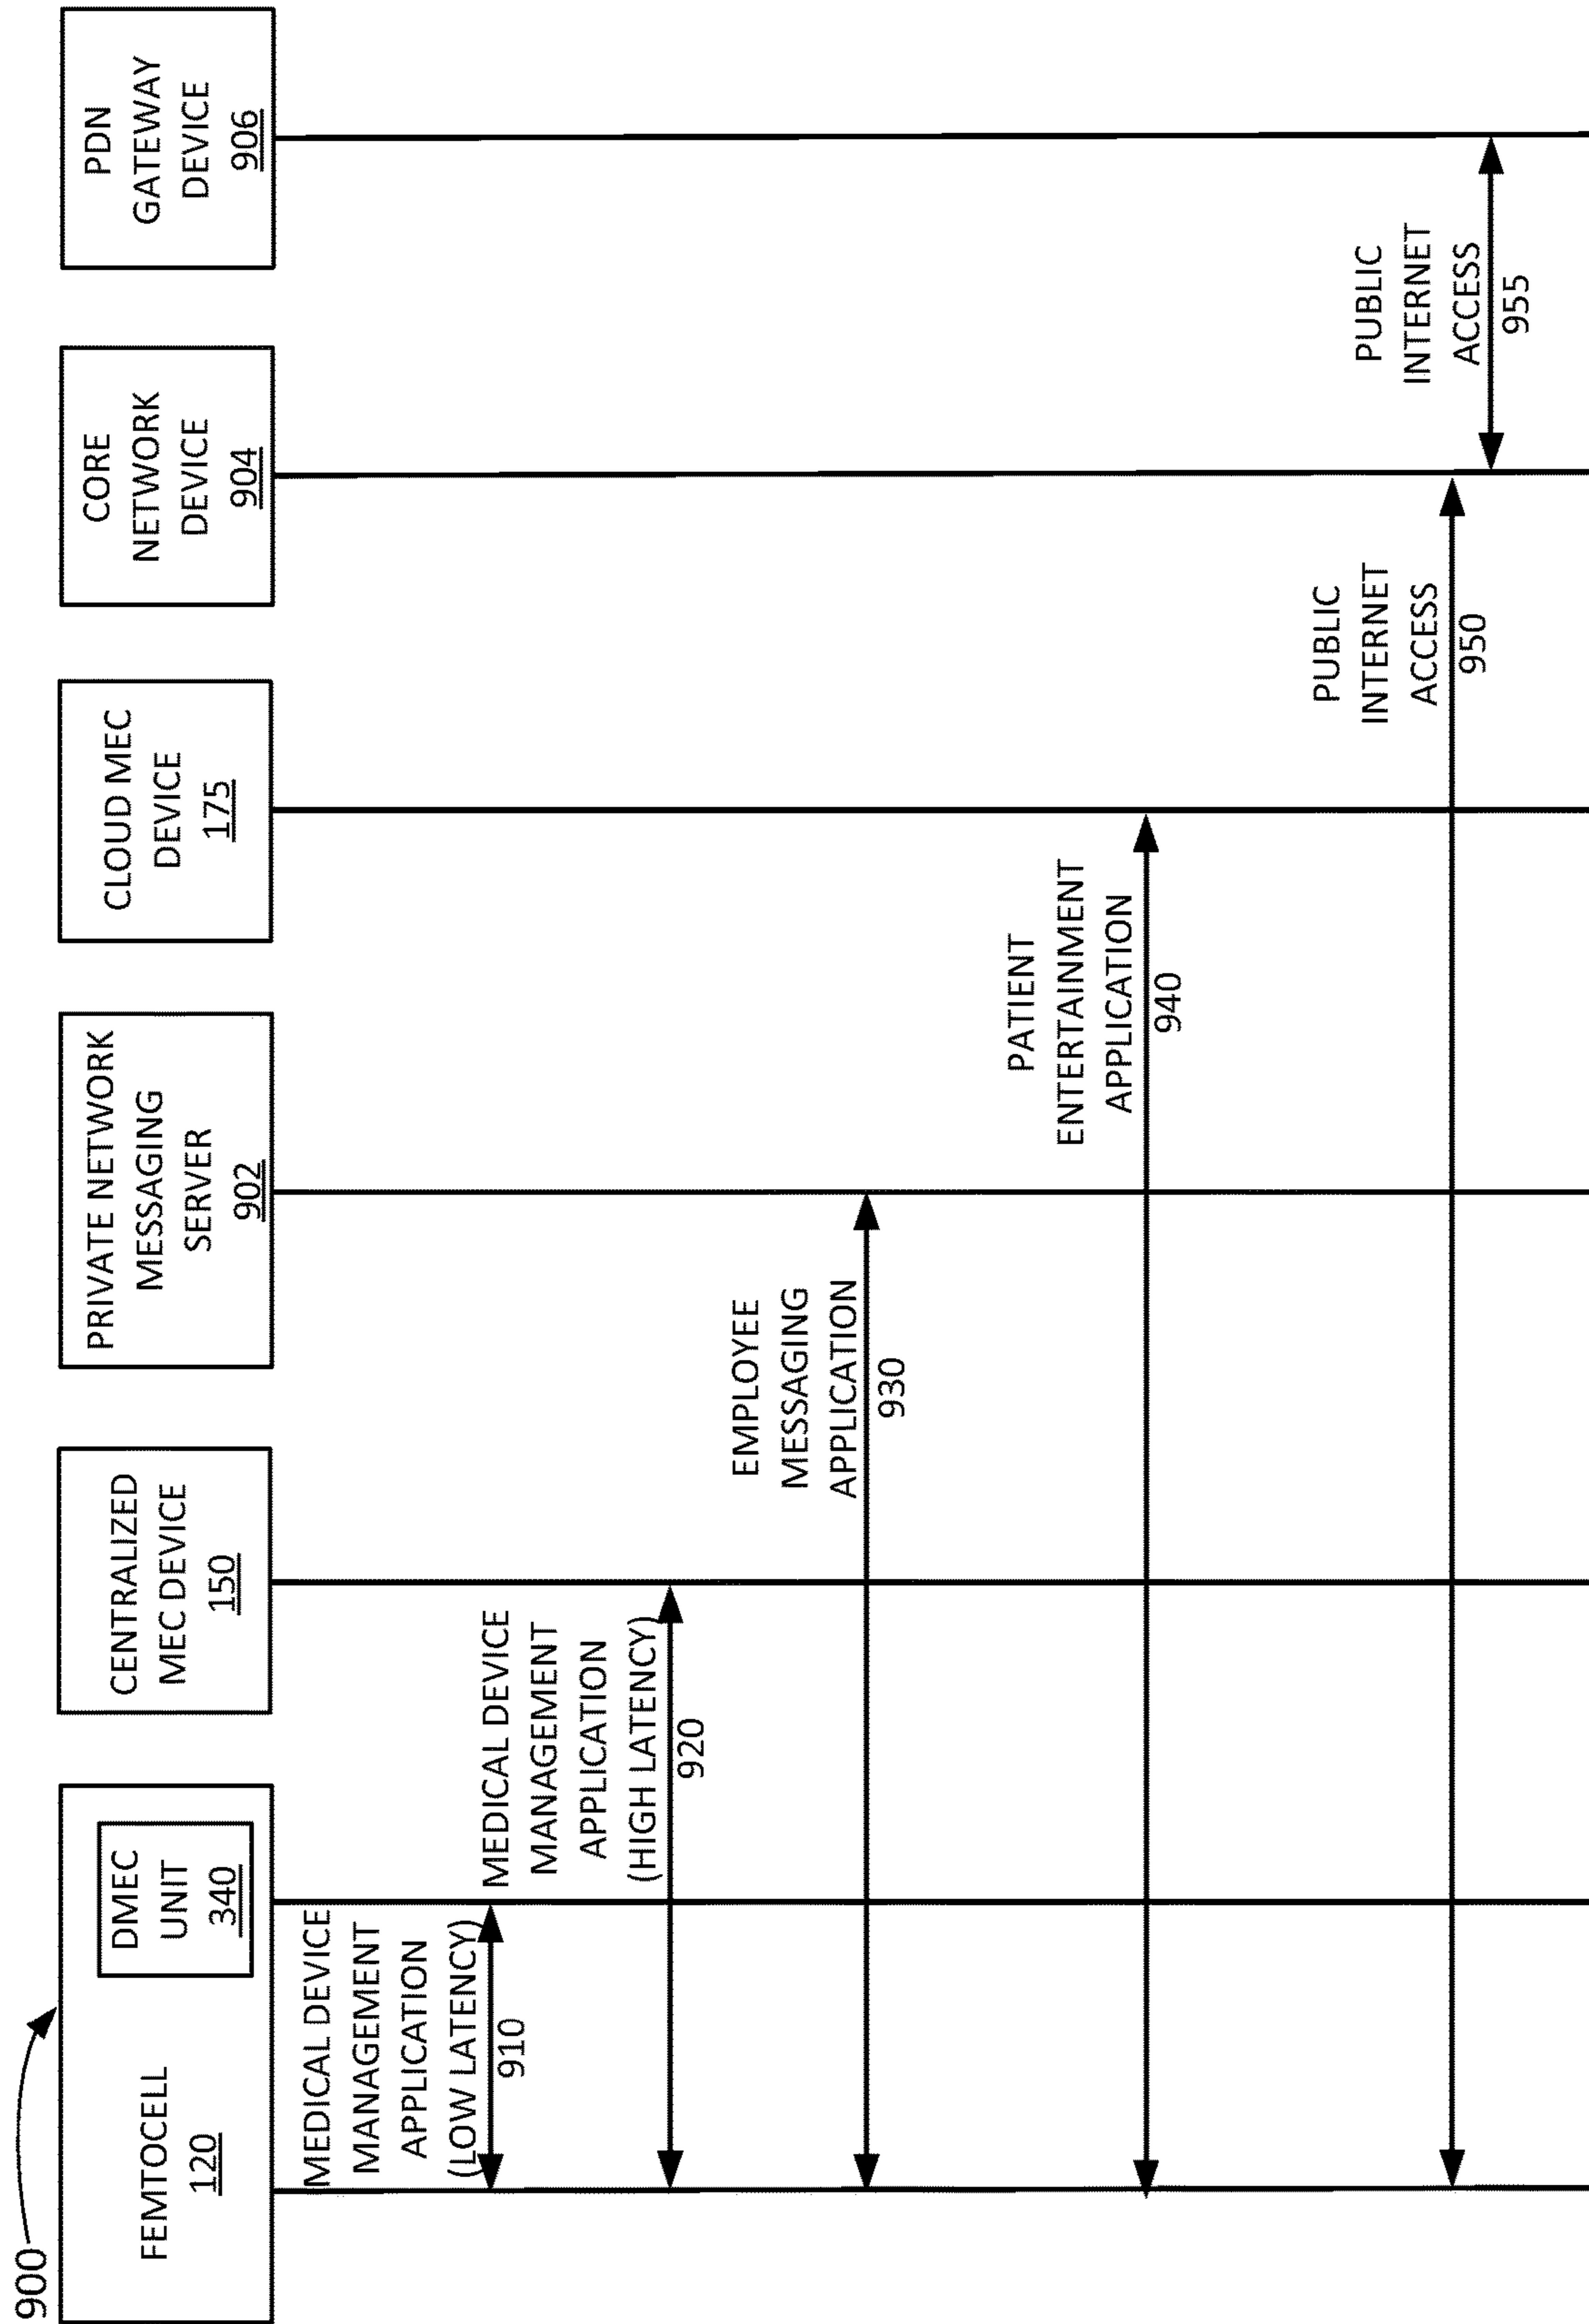 900
FEMTOCELL
120
DMEC
UNIT
340
CENTRALIZED
MEC DEVICE
150
PRIVATE NETWORK
MESSAGING
SERVER
902
CLOUD MEC
DEVICE
175
CORE
NETWORK
DEVICE
904
PDN
GATEWAY
DEVICE
906
MEDICAL DEVICE
MANAGEMENT
APPLICATION
(LOW LATENCY)
910
MEDICAL DEVICE
MANAGEMENT
APPLICATION
(HIGH LATENCY)
920
EMPLOYEE
MESSAGING
APPLICATION
930
PATIENT
ENTERTAINMENT
APPLICATION
940
PUBLIC
INTERNET
ACCESS
950
PUBLIC
INTERNET
ACCESS
955